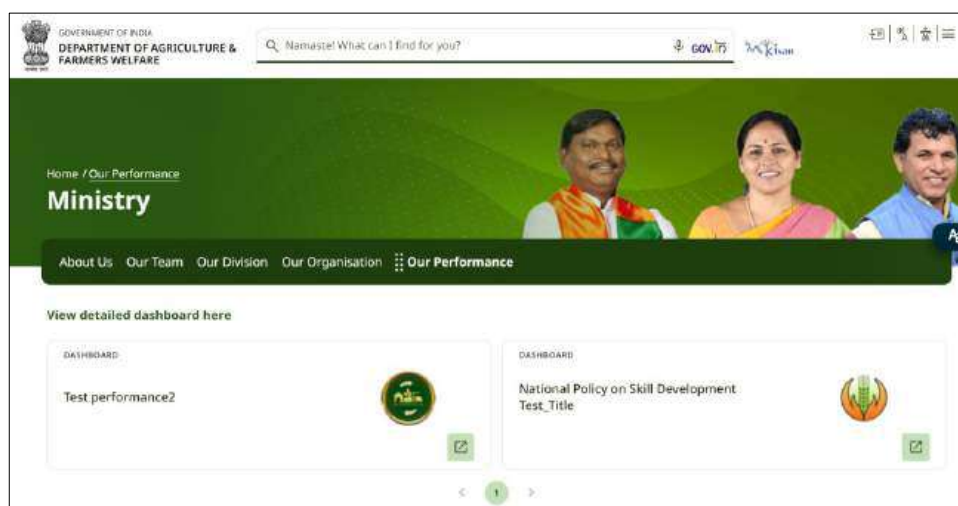 GOVERNMENT OF INDIA
DEPARTMENT OF AGRICULTURE &
FARMERS WELFARE
Namaste! What can I find for you?
GOV.in
Home / Our Performance
Ministry
About Us Our Team Our Division Our Organisation Our Performance
View detailed dashboard here
DASHBOARD
Test performance2
DASHBOARD
National Policy on Skill Development
Test_Title
1